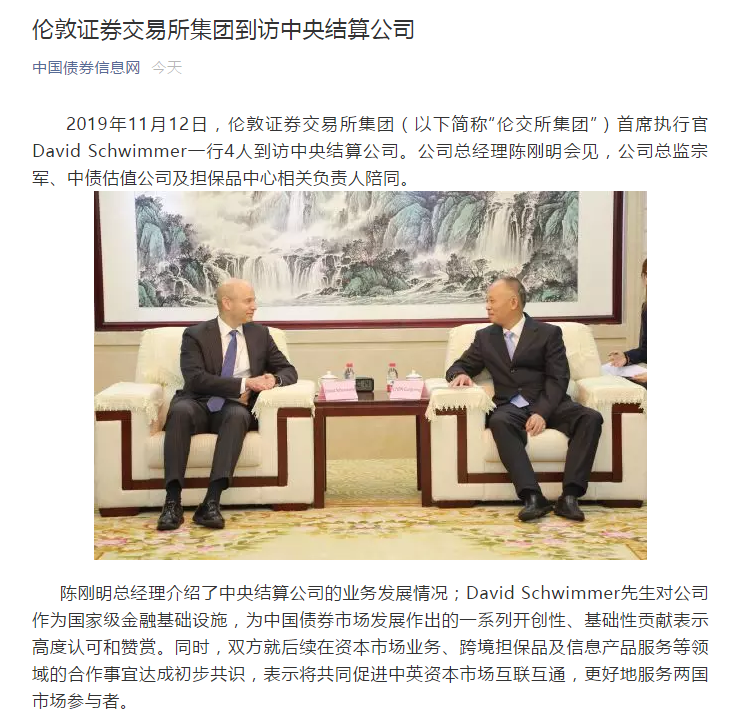 伦敦证券交易所集团到访中央结算公司
中国债券信息网 今天
2019年11月12日，伦敦证券交易所集团（以下简称“伦交所集团”）首席执行官
David Schwimmer一行4人到访中央结算公司。公司总经理陈刚明会见，公司总监宗
军、中债估值公司及担保品中心相关负责人陪同。
陈刚明总经理介绍了中央结算公司的业务发展情况；David Schwimmer先生对公司
作为国家级金融基础设施，为中国债券市场发展作出的一系列开创性、基础性贡献表示
高度认可和赞赏。同时，双方就后续在资本市场业务、跨境担保品及信息产品服务等领
域的合作事宜达成初步共识，表示将共同促进中英资本市场互联互通，更好地服务两国
市场参与者。